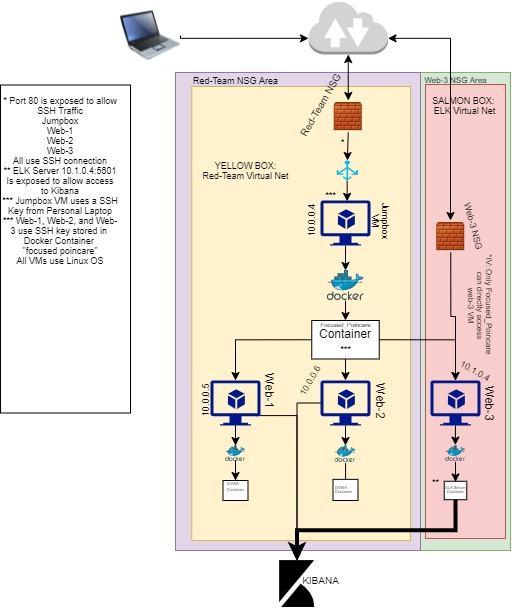 Red-Team NSG Area
Web-3 NSG Area
* Port 80 is exposed to allow
SSH Traffic
Jumpbox
Web-1
Web-2
Web-3
All use SSH connection
** ELK Server 10.1.0.4:5601
Is exposed to allow access
to Kibana
*** Jumpbox VM uses a SSH
Key from Personal Laptop
*** Web-1, Web-2, and Web-
3 use SSH key stored in
Docker Container
"focused poincare"
All VMs use Linux OS
Red-Team NSG
*
SALMON BOX:
ELK Virtual Net
YELLOW BOX:
Red-Team Virtual Net
***
10.0.0.4
Jumpbox
VM
Web-3 NSG
*IV: Only Focused_Poincare
can directly access
web-3 VM
docker
Focused_Poincare
Container
***
10.0.0.5
Web-1
10.0.0.6
Web-2
10.1.0.4
Web-3
docker
docker
docker
DVWA
Container
DVWA
Container
**
ELK Server
Container
KIBANA